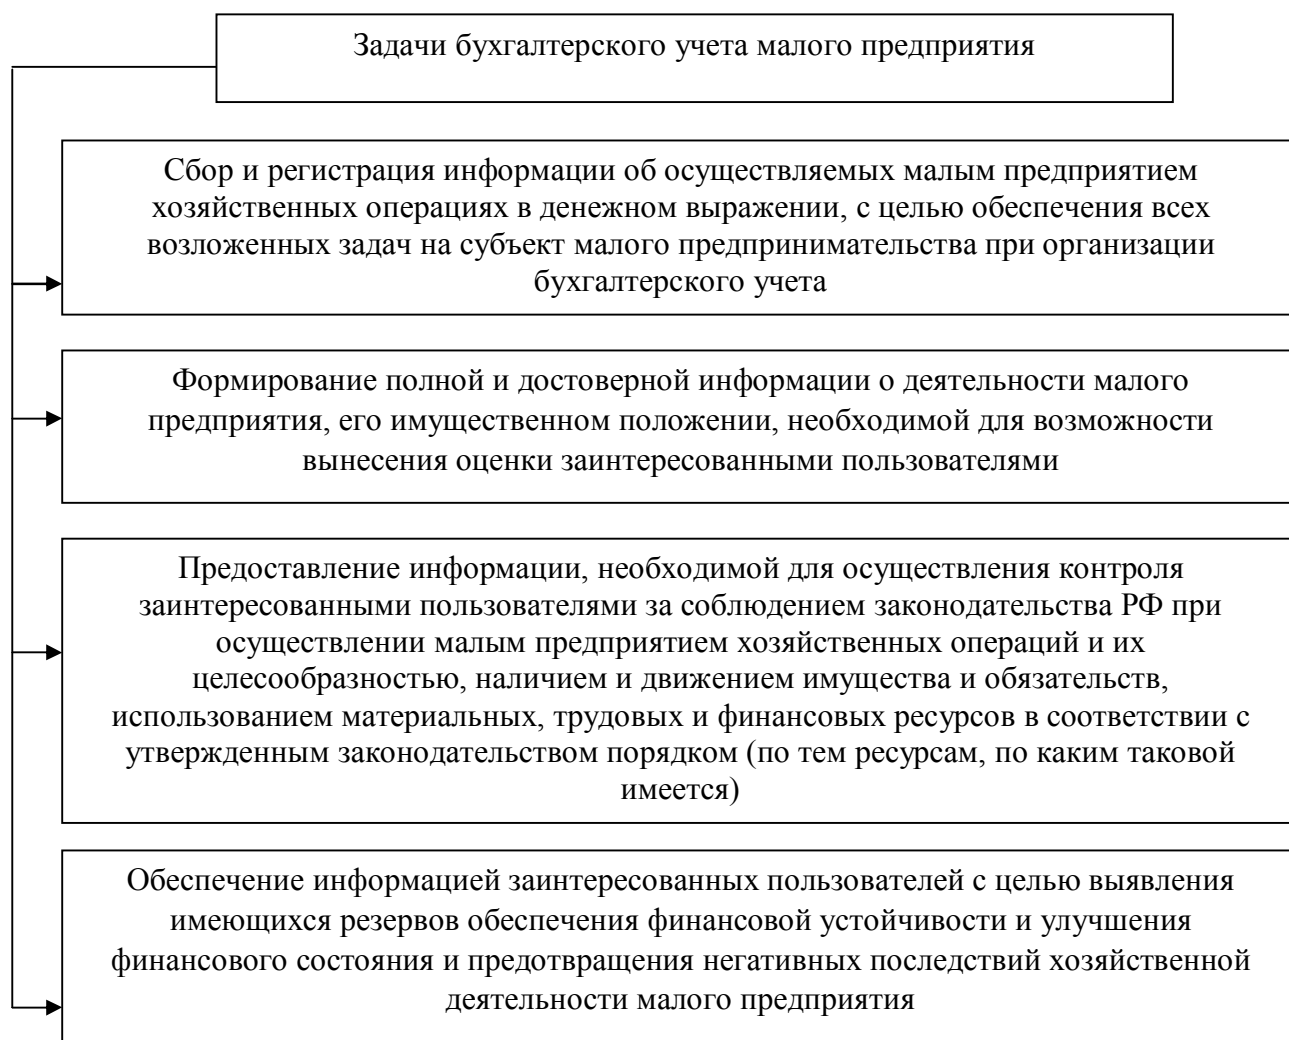 Задачи бухгалтерского учета малого предприятия
Сбор и регистрация информации об осуществляемых малым предприятием
хозяйственных операциях в денежном выражении, с целью обеспечения всех
возложенных задач на субъект малого предпринимательства при организации
бухгалтерского учета
Формирование полной и достоверной информации о деятельности малого
предприятия, его имущественном положении, необходимой для возможности
вынесения оценки заинтересованными пользователями
Предоставление информации, необходимой для осуществления контроля
заинтересованными пользователями за соблюдением законодательства РФ при
осуществлении малым предприятием хозяйственных операций и их
целесообразностью, наличием и движением имущества и обязательств,
использованием материальных, трудовых и финансовых ресурсов в соответствии с
утвержденным законодательством порядком (по тем ресурсам, по каким таковой
имеется)
Обеспечение информацией заинтересованных пользователей с целью выявления
имеющихся резервов обеспечения финансовой устойчивости и улучшения
финансового состояния и предотвращения негативных последствий хозяйственной
деятельности малого предприятия